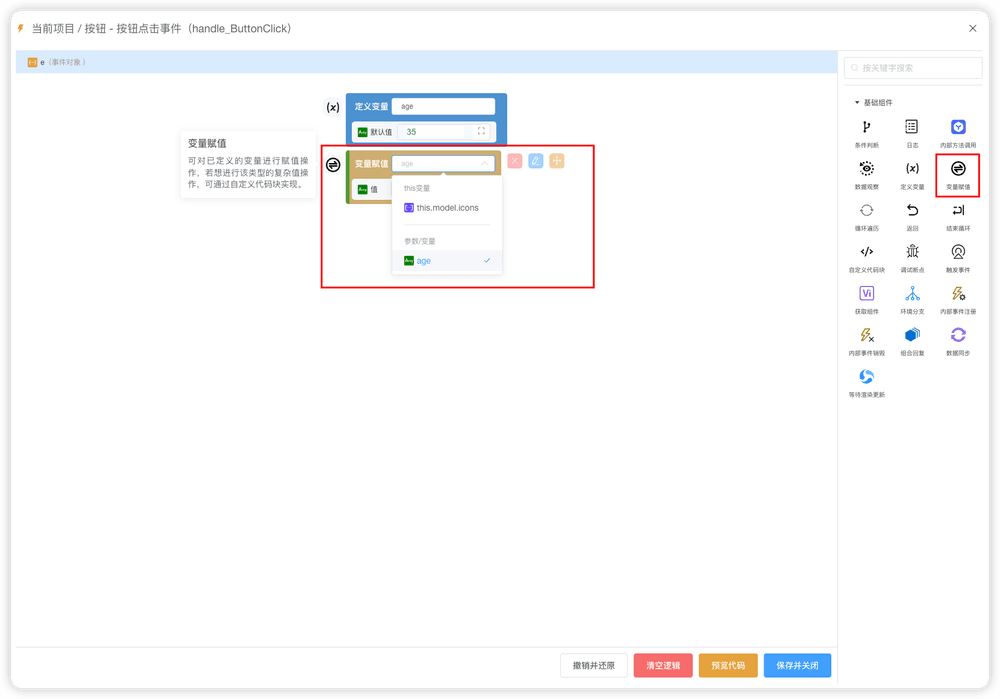 当前项目 / 按钮 - 按钮点击事件（handle_ButtonClick）
e（事件对象）
按关键字搜索
基础组件
条件判断
日志
内部方法调用
数据观察
(x)
定义变量
变量赋值
循环遍历
返回
结束循环
自定义代码块
调试断点
触发事件
Vi
获取组件
环境分支
内部事件注册
内部事件销毁
组合回复
数据同步
等待渲染更新
(x)
定义变量
age
默认值
35
变量赋值
可对已定义的变量进行赋值操
作，若想进行该类型的复杂值操
作，可通过自定义代码块实现。
变量赋值
age
值
this变量
this.model.icons
参数/变量
age
撤销并还原
清空逻辑
预览代码
保存并关闭